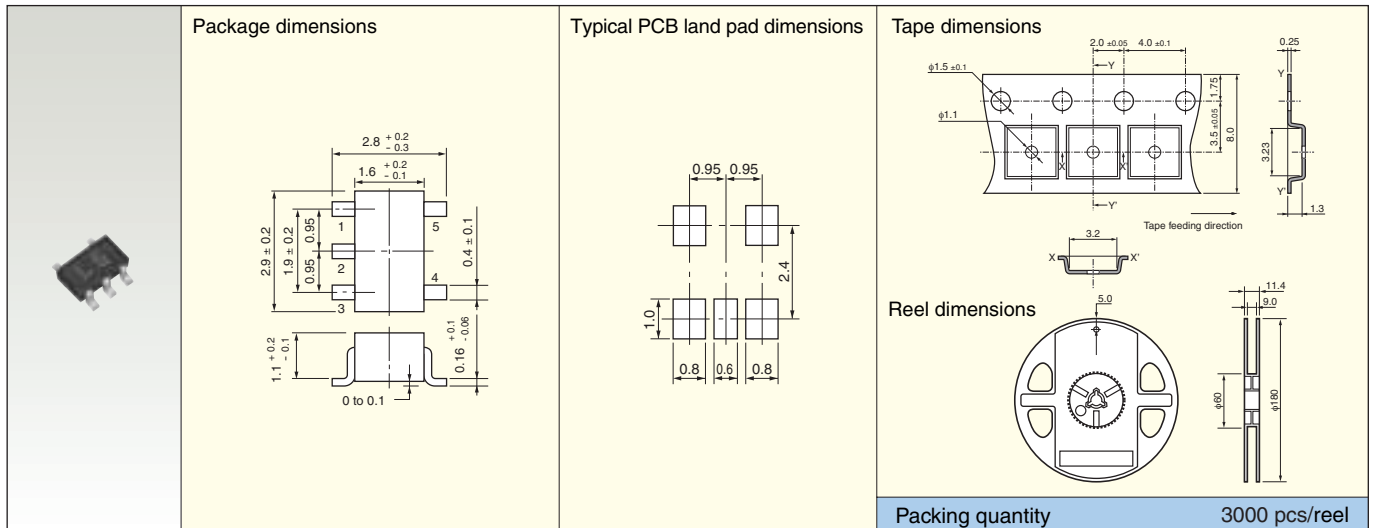 Package dimensions
2.8 + 0.2 - 0.3
1.6 + 0.2 - 0.1
2.9 ± 0.2
1.9 ± 0.2
0.95
0.95
1
2
3
5
4
0.4 ± 0.1
1.1 + 0.2 - 0.1
0.16 + 0.1 - 0.06
0 to 0.1
Typical PCB land pad dimensions
0.95 0.95
2.4
1.0
0.8 0.6 0.8
Tape dimensions
2.0 ±0.05 4.0 ±0.1
φ1.5 ±0.1
φ1.1
Y
1.75
3.5 ±0.05
8.0
X X'
Y'
Tape feeding direction
0.25
Y
3.23
Y'
1.3
3.2
X X'
Reel dimensions
5.0
11.4
9.0
φ60
φ180
Packing quantity 3000 pcs/reel